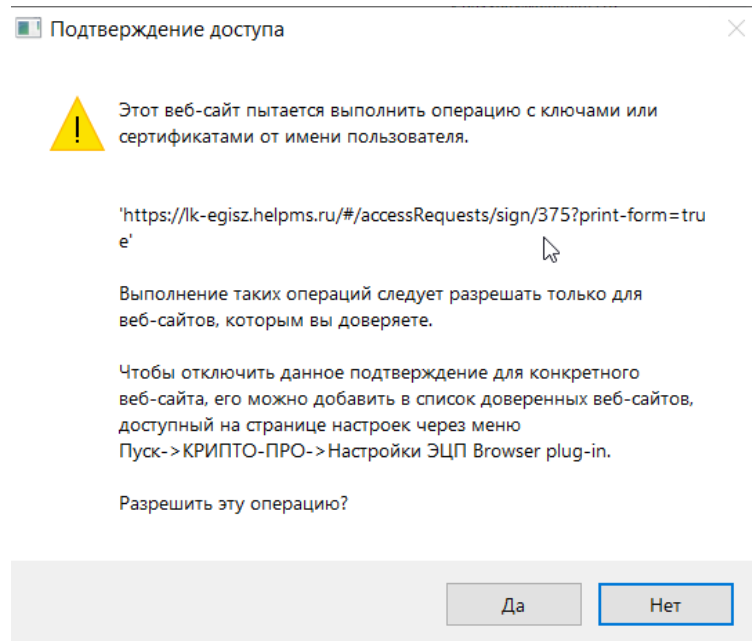 Подтверждение доступа
Этот веб-сайт пытается выполнить операцию с ключами или
сертификатами от имени пользователя.
'https://lk-egisz.helpms.ru/#/accessRequests/sign/375?print-form=tru
e'
Выполнение таких операций следует разрешать только для
веб-сайтов, которым вы доверяете.
Чтобы отключить данное подтверждение для конкретного
веб-сайта, его можно добавить в список доверенных веб-сайтов,
доступный на странице настроек через меню
Пуск->КРИПТО-ПРО->Настройки ЭЦП Browser plug-in.
Разрешить эту операцию?
Да
Нет